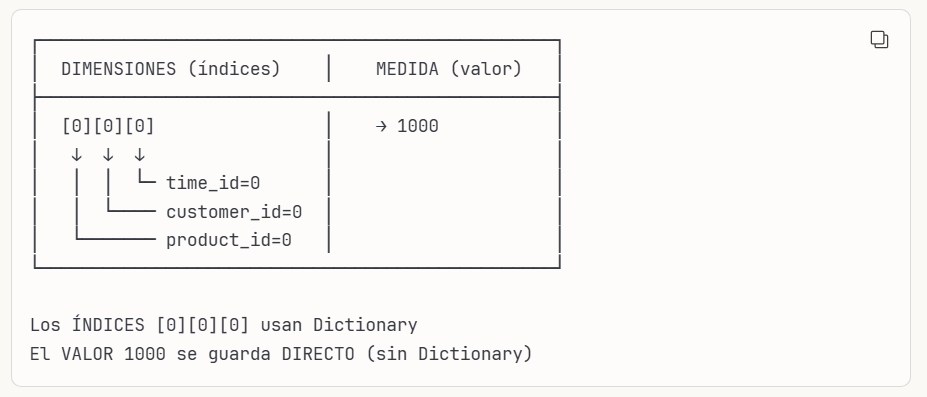 DIMENSIONES (índices) │ MEDIDA (valor)
[0][0][0] │ → 1000
↓ ↓ ↓
│ │ └─ time_id=0
│ └──── customer_id=0
└─────── product_id=0
Los ÍNDICES [0][0][0] usan Dictionary
El VALOR 1000 se guarda DIRECTO (sin Dictionary)